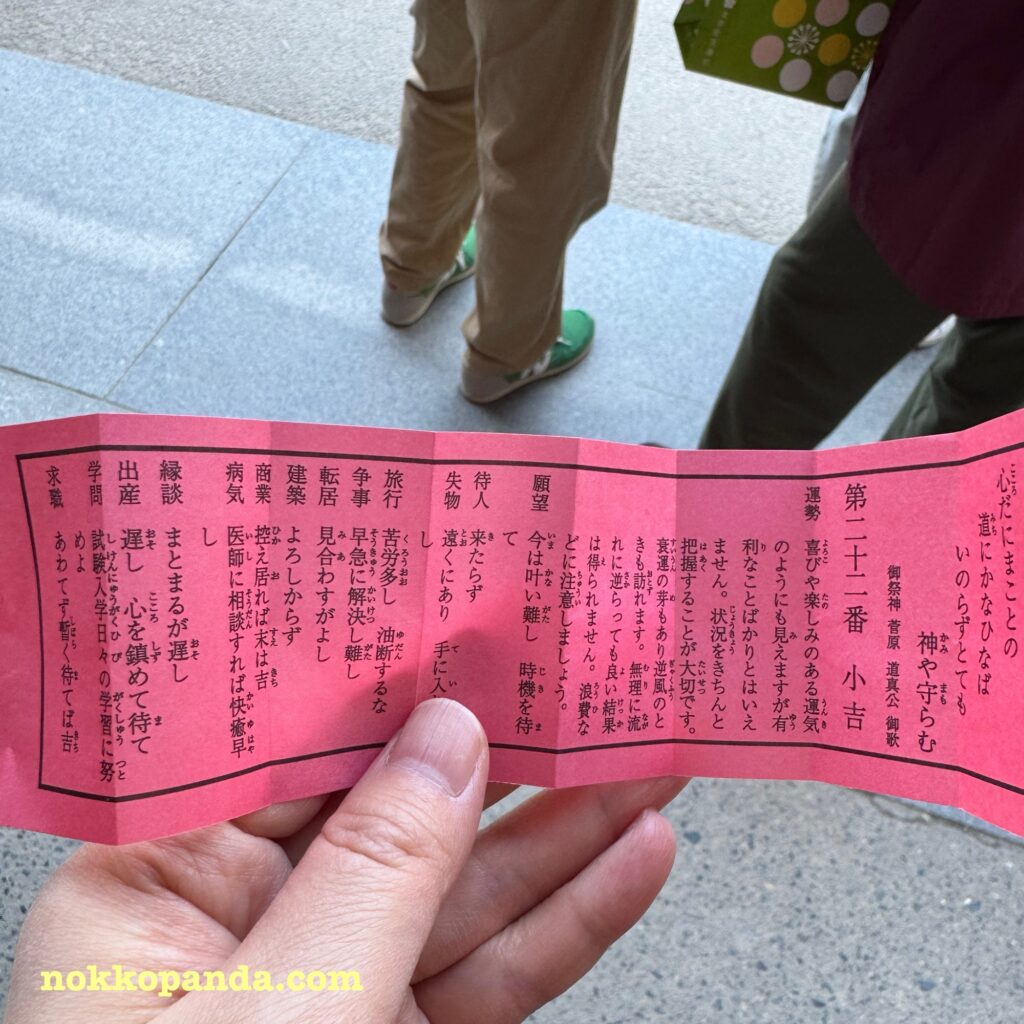 心だにまことの
道にかなひなば
いのらずとても
神や守らむ
御祭神 菅原 道真公 御歌
第二十二番 小吉
運勢 喜びや楽しみのある運気
のようにも見えますが有
利なことばかりとはいえ
ません。状況をきちんと
把握することが大切です。
衰運の芽もあり逆風のと
きも訪れます。無理に流
れに逆らっても良い結果
は得られません。浪費な
どに注意しましょう。
願望 今は叶い難し 時機を待
て
待人 来たらず
失物 遠くにあり 手に入
し
旅行 苦労多し 油断するな
争事 早急に解決し難し
転居 見合わすがよし
建築 よろしからず
商業 控え居れば末は吉
病気 医師に相談すれば快癒早
し
縁談 まとまるが遅し
出産 遅し 心を鎮めて待て
学問 試験入学日々の学習に努
めよ
求職 あわてず暫く待てば吉
nokkopanda.com